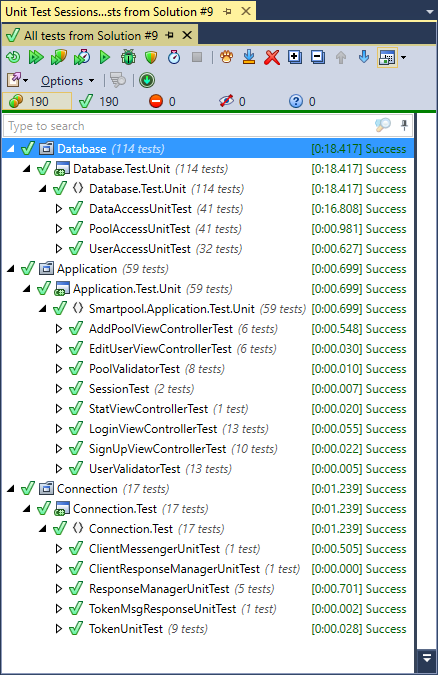 Unit Test Sessions...sts from Solution #9
All tests from Solution #9
Options
190 190 0 0 0
Type to search
Database (114 tests) [0:18.417] Success
Database.Test.Unit (114 tests) [0:18.417] Success
Database.Test.Unit (114 tests) [0:18.417] Success
DataAccessUnitTest (41 tests) [0:16.808] Success
PoolAccessUnitTest (41 tests) [0:00.981] Success
UserAccessUnitTest (32 tests) [0:00.627] Success
Application (59 tests) [0:00.699] Success
Application.Test.Unit (59 tests) [0:00.699] Success
Smartpool.Application.Test.Unit (59 tests) [0:00.699] Success
AddPoolViewControllerTest (6 tests) [0:00.548] Success
EditUserViewControllerTest (6 tests) [0:00.030] Success
PoolValidatorTest (8 tests) [0:00.010] Success
SessionTest (2 tests) [0:00.007] Success
StatViewControllerTest (1 test) [0:00.020] Success
LoginViewControllerTest (13 tests) [0:00.055] Success
SignUpViewControllerTest (10 tests) [0:00.022] Success
UserValidatorTest (13 tests) [0:00.005] Success
Connection (17 tests) [0:01.239] Success
Connection.Test (17 tests) [0:01.239] Success
Connection.Test (17 tests) [0:01.239] Success
ClientMessengerUnitTest (1 test) [0:00.505] Success
ClientResponseManagerUnitTest (1 test) [0:00.000] Success
ResponseManagerUnitTest (5 tests) [0:00.701] Success
TokenMsgResponseUnitTest (1 test) [0:00.002] Success
TokenUnitTest (9 tests) [0:00.028] Success